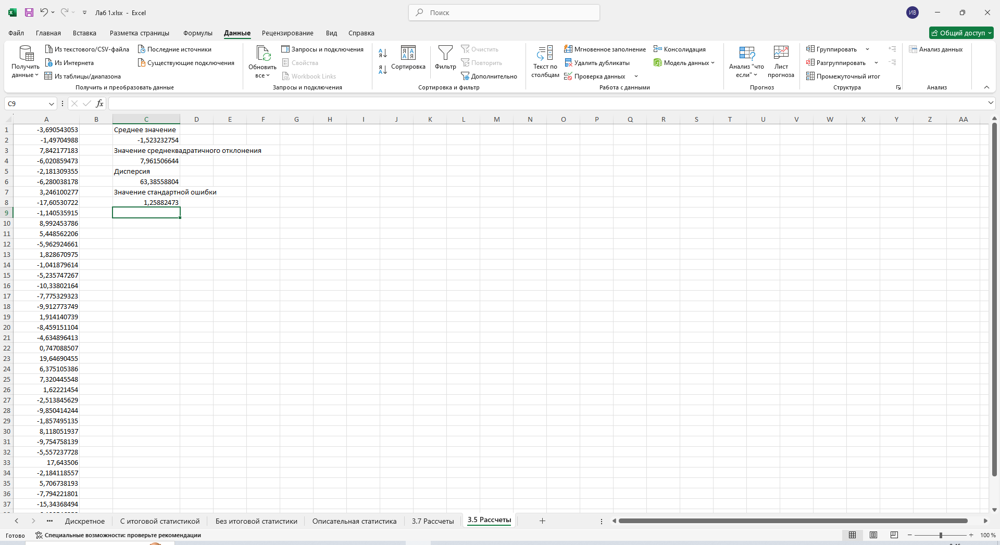 Лаб 1.xlsx - Excel
Поиск
ИВ
Файл Главная Вставка Разметка страницы Формулы Данные Рецензирование Вид Справка
Общий доступ
Получить данные
Из текстового/CSV-файла
Из Интернета
Из таблицы/диапазона
Последние источники
Существующие подключения
Получить и преобразовать данные
Обновить все
Запросы и подключения
Свойства
Workbook Links
Запросы и подключения
Сортировка
Фильтр
Очистить
Повторить
Дополнительно
Сортировка и фильтр
Текст по столбцам
Мгновенное заполнение
Удалить дубликаты
Проверка данных
Консолидация
Модель данных
Работа с данными
Анализ "что если"
Лист прогноза
Прогноз
Группировать
Разгруппировать
Промежуточный итог
Структура
Анализ данных
Анализ
C9
fx
A B C D E F G H I J K L M N O P Q R S T U V W X Y Z AA
1 -3,690543053 Среднее значение
2 -1,49704988 -1,523232754
3 7,842177183 Значение среднеквадратичного отклонения
4 -6,020859473 7,961506644
5 -2,181309355 Дисперсия
6 -6,280038178 63,38558804
7 3,246100277 Значение стандартной ошибки
8 -17,60530722 1,25882473
9 -1,140535915
10 8,992453786
11 5,448562206
12 -5,962924661
13 1,828670975
14 -1,041879614
15 -5,235747267
16 -10,33802164
17 -7,775329323
18 -9,912773749
19 1,914140739
20 -8,459151104
21 -4,634896413
22 0,747088507
23 19,64690455
24 6,375105386
25 7,320445548
26 1,62221454
27 -2,513845629
28 -9,850414244
29 -1,857495135
30 8,118051937
31 -9,754758139
32 -5,557237728
33 17,643506
34 -2,184118557
35 5,706738193
36 -7,794221801
37 -15,34368494
Дискретное С итоговой статистикой Без итоговой статистики Описательная статистика 3.7 Рассчеты 3.5 Рассчеты
Готово Специальные возможности: проверьте рекомендации 100 %